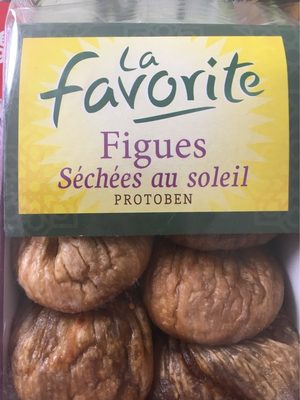 La
favorite
Figues
Séchées au soleil
PROTOBEN